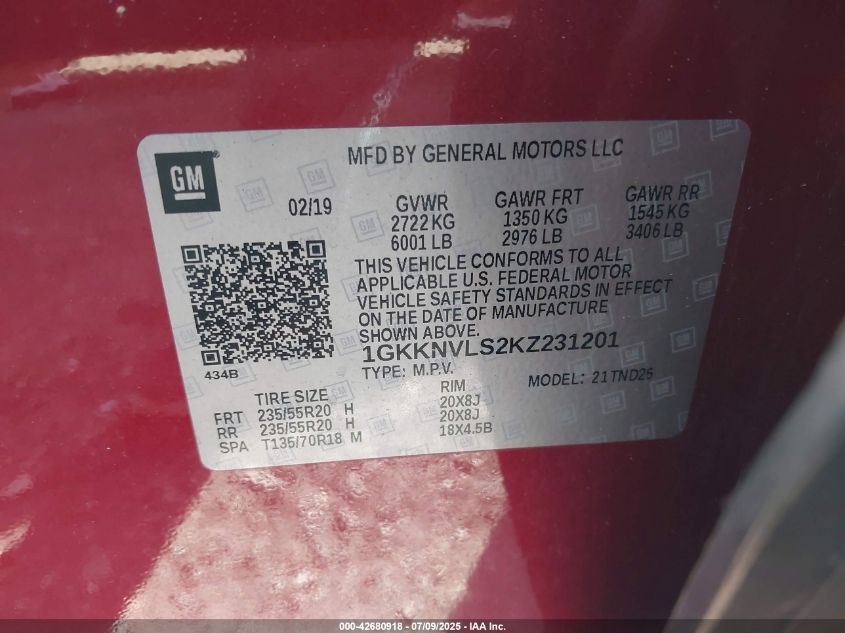 GM
MFD BY GENERAL MOTORS LLC
02/19
GVWR GAWR FRT GAWR RR
2722 KG 1350 KG 1545 KG
6001 LB 2976 LB 3406 LB
THIS VEHICLE CONFORMS TO ALL
APPLICABLE U.S. FEDERAL MOTOR
VEHICLE SAFETY STANDARDS IN EFFECT
ON THE DATE OF MANUFACTURE
SHOWN ABOVE.
1GKKNVLS2KZ231201
434B
TYPE: M.P.V. MODEL: 21TND26
TIRE SIZE RIM
FRT 235/55R20 H 20X8J
RR 235/55R20 H 20X8J
SPA T135/70R18 M 18X4.5B
000-42680918 - 07/09/2025 - © IAA Inc.